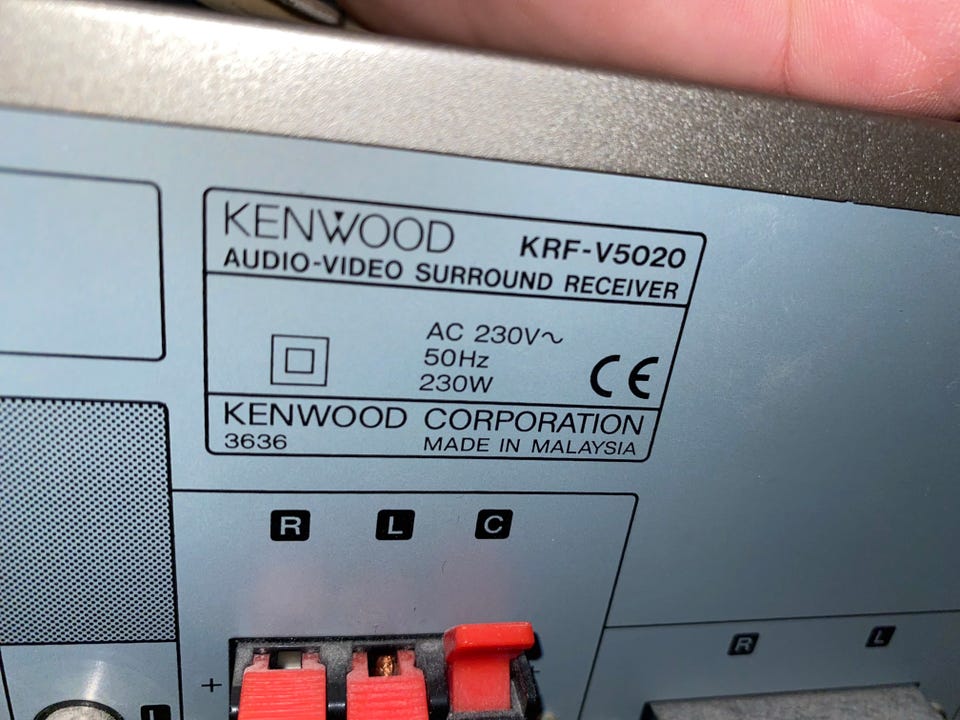 KENWOOD KRF-V5020
AUDIO-VIDEO SURROUND RECEIVER
AC 230V~
50Hz
230W
CE
KENWOOD CORPORATION
3636 MADE IN MALAYSIA
R L C
R L
+
L